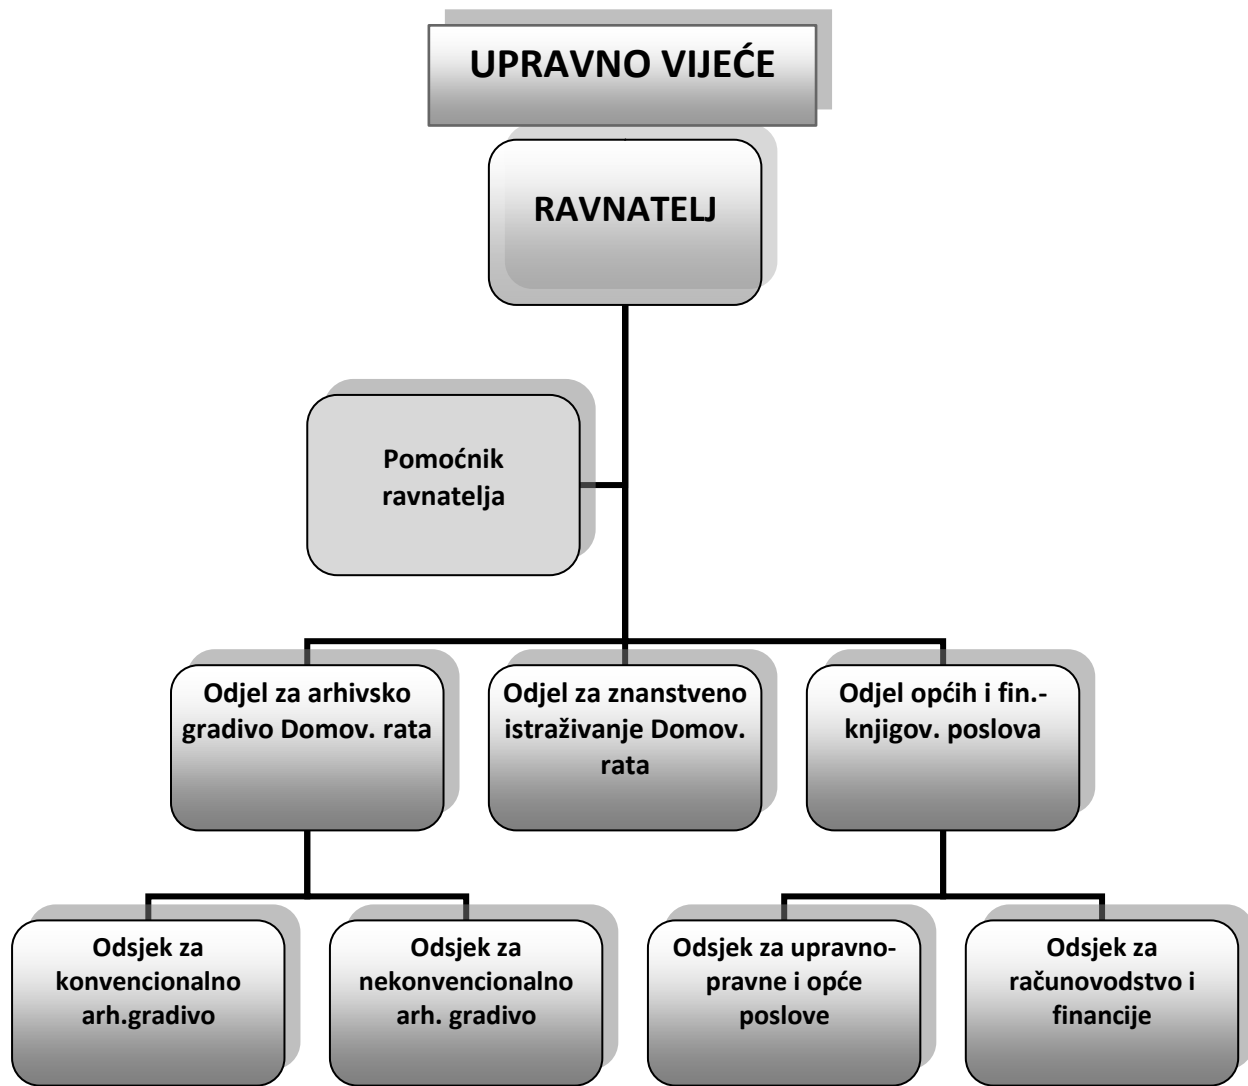 UPRAVNO VIJEĆE
RAVNATELJ
Pomoćnik
ravnatelja
Odjel za arhivsko
gradivo Domov. rata
Odjel za znanstveno
istraživanje Domov.
rata
Odjel općih i fin.-
knjigov. poslova
Odsjek za
konvencionalno
arh.gradivo
Odsjek za
nekonvencionalno
arh. gradivo
Odsjek za upravno-
pravne i opće
poslove
Odsjek za
računovodstvo i
financije